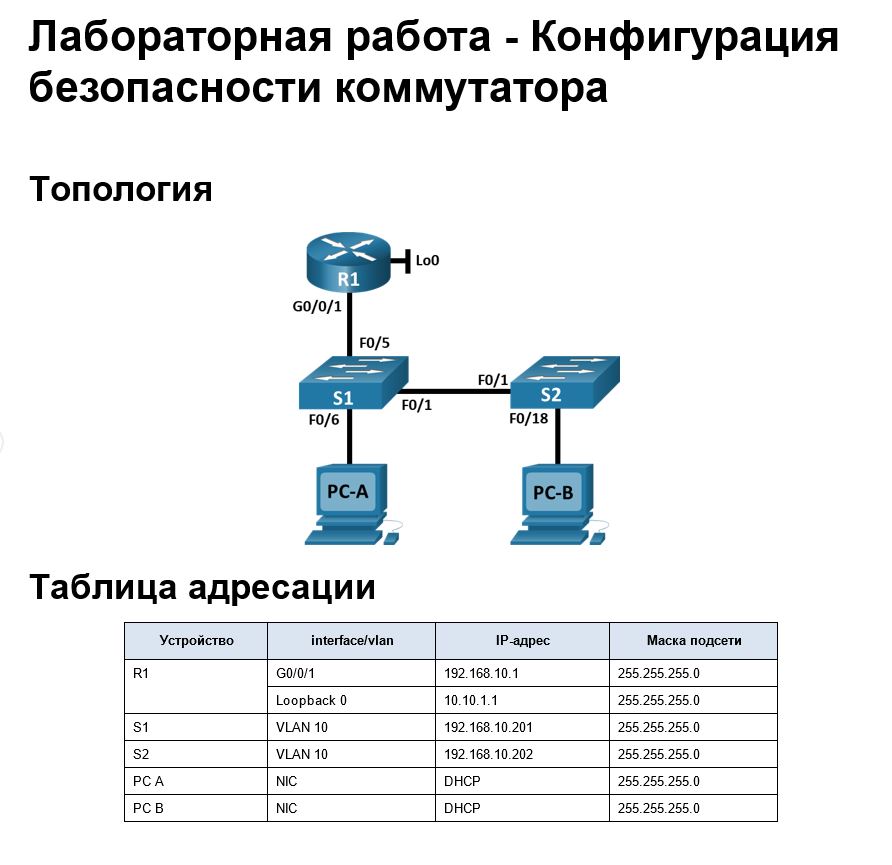 Лабораторная работа - Конфигурация
безопасности коммутатора
Топология
Lo0
R1
G0/0/1
F0/5
F0/1
S1
S2
F0/1
F0/6
F0/18
PC-A
PC-B
Таблица адресации
Устройство interface/vlan IP-адрес Маска подсети
R1 G0/0/1 192.168.10.1 255.255.255.0
Loopback 0 10.10.1.1 255.255.255.0
S1 VLAN 10 192.168.10.201 255.255.255.0
S2 VLAN 10 192.168.10.202 255.255.255.0
PC A NIC DHCP 255.255.255.0
PC B NIC DHCP 255.255.255.0